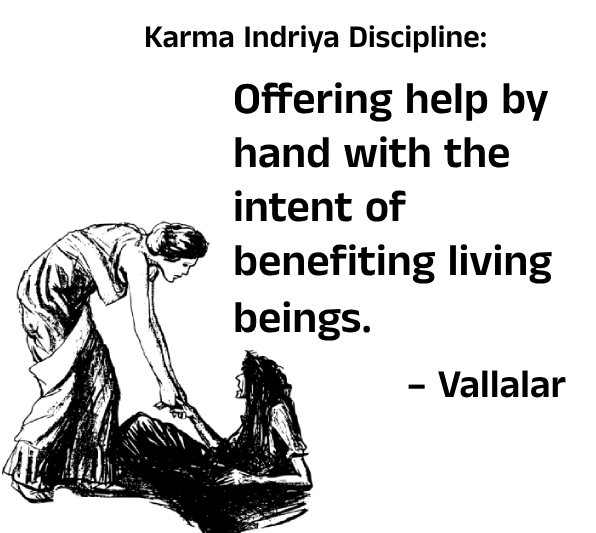 Karma Indriya Discipline:
Offering help by
hand with the
intent of
benefiting living
beings.
– Vallalar